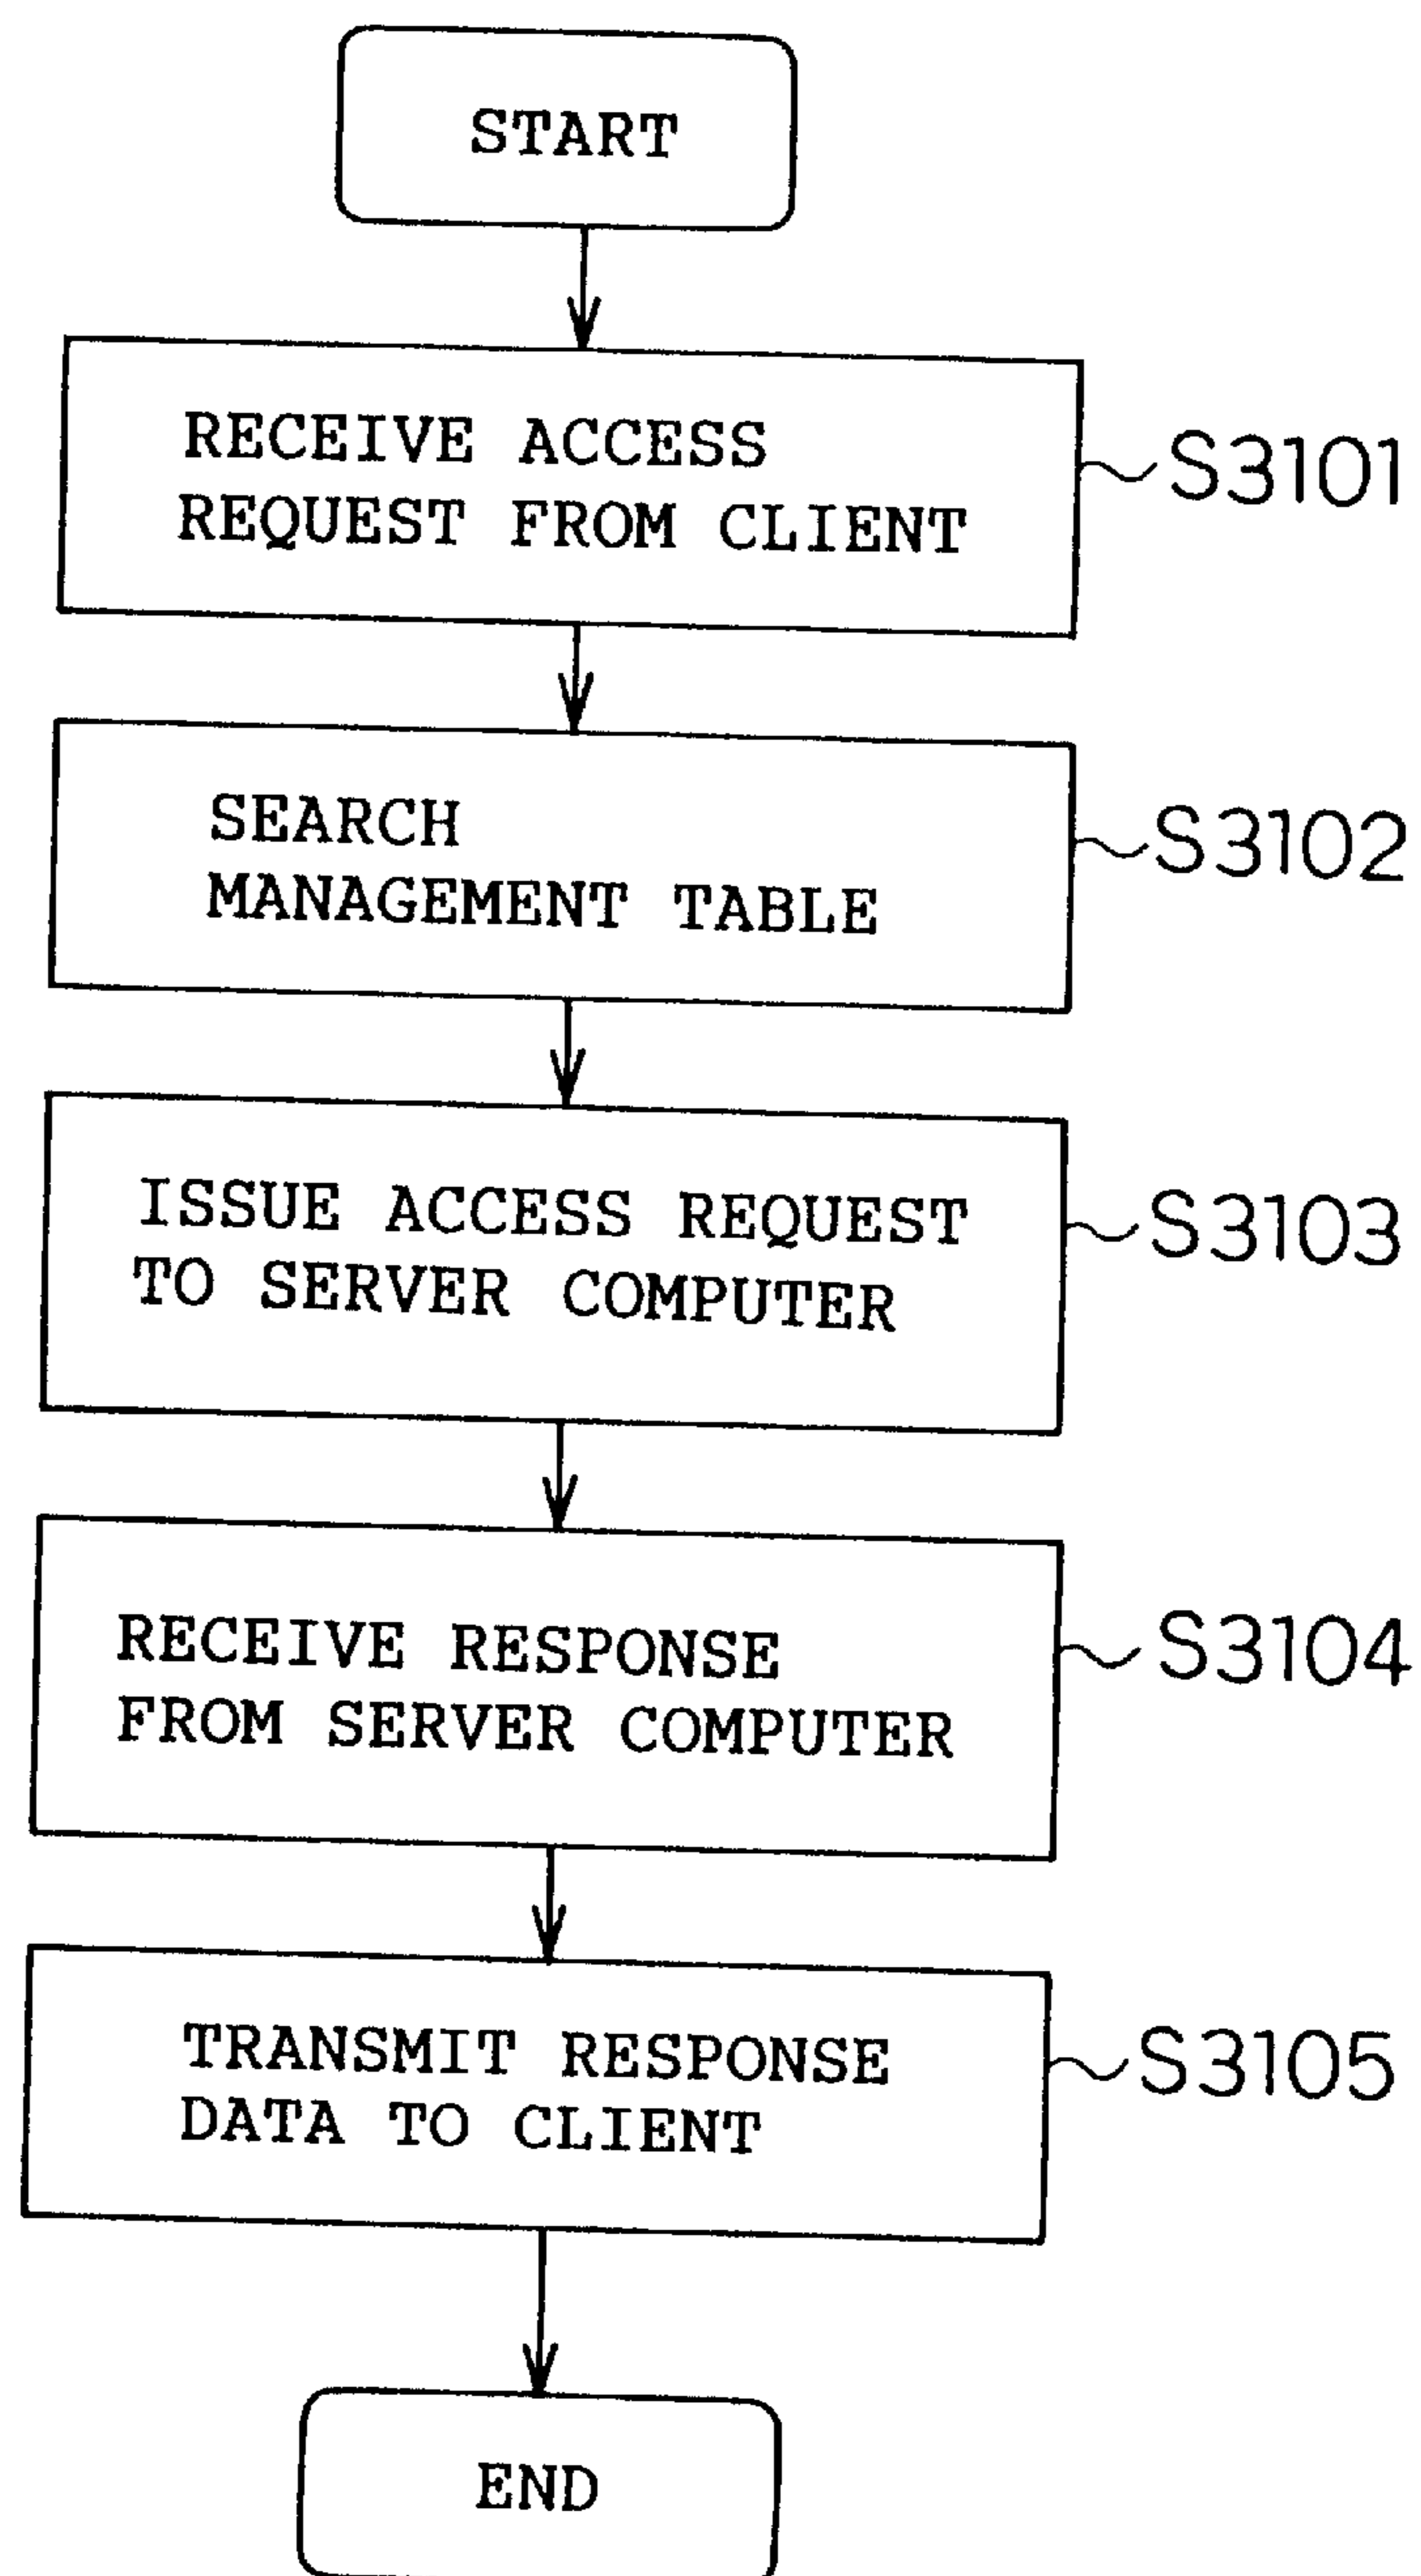 START
RECEIVE ACCESS
REQUEST FROM CLIENT
S3101
SEARCH
MANAGEMENT TABLE
S3102
ISSUE ACCESS REQUEST
TO SERVER COMPUTER
S3103
RECEIVE RESPONSE
FROM SERVER COMPUTER
S3104
TRANSMIT RESPONSE
DATA TO CLIENT
S3105
END